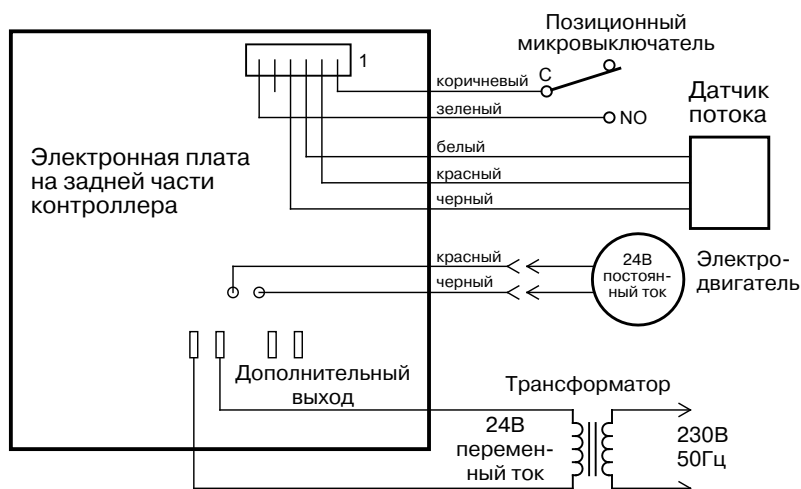 Позиционный
микровыключатель
1
коричневый
C
зеленый
NO
Датчик
потока
белый
красный
черный
Электронная плата
на задней части
контроллера
красный
черный
24В
постоян-
ный ток
Электро-
двигатель
Дополнительный
выход
Трансформатор
24В
перемен-
ный ток
230В
50Гц